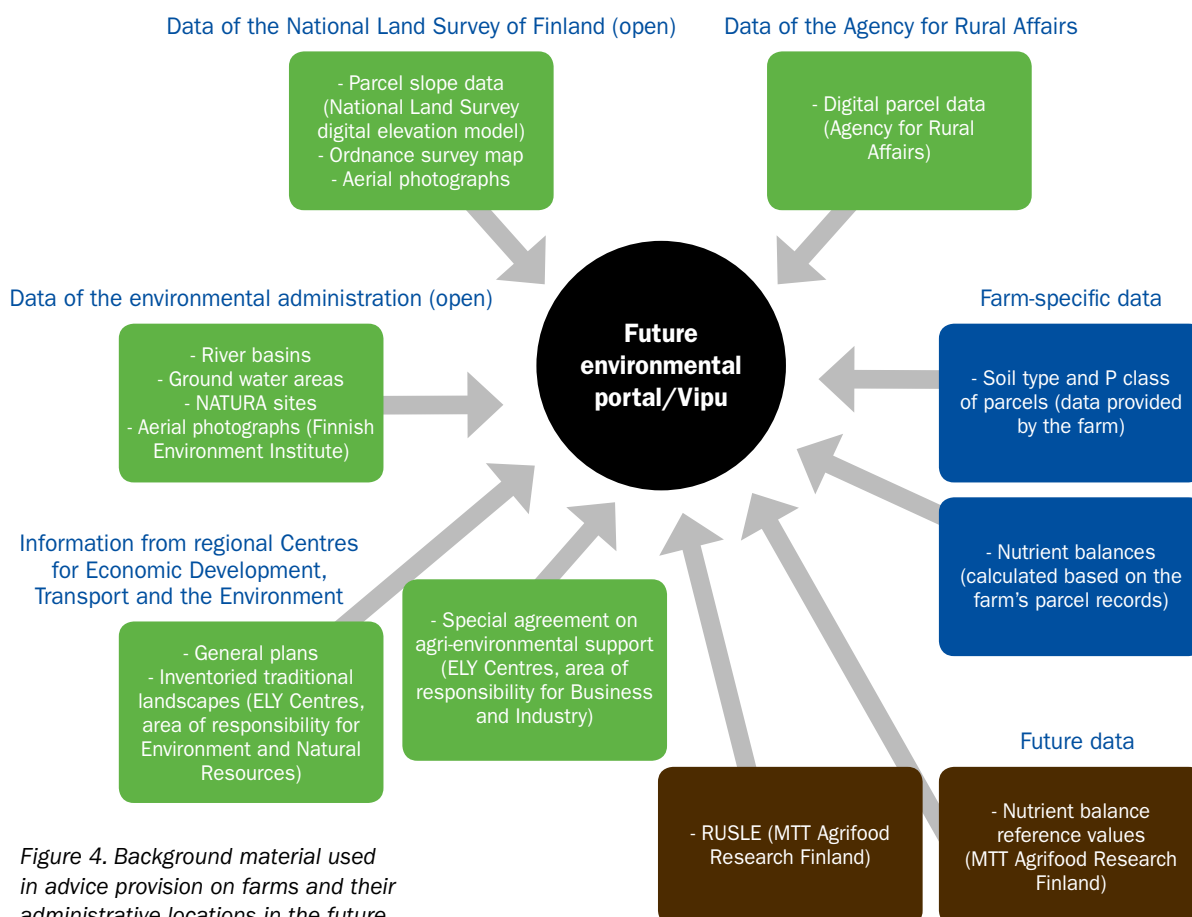 Data of the National Land Survey of Finland (open)
Data of the Agency for Rural Affairs
- Parcel slope data
(National Land Survey
digital elevation model)
- Ordnance survey map
- Aerial photographs
- Digital parcel data
(Agency for Rural
Affairs)
Data of the environmental administration (open)
- River basins
- Ground water areas
- NATURA sites
- Aerial photographs (Finnish
Environment Institute)
Future
environmental
portal/Vipu
Farm-specific data
- Soil type and P class
of parcels (data provided
by the farm)
- Nutrient balances
(calculated based on the
farm's parcel records)
Information from regional Centres
for Economic Development,
Transport and the Environment
- General plans
- Inventoried traditional
landscapes (ELY Centres,
area of responsibility for
Environment and Natural
Resources)
- Special agreement on
agri-environmental support
(ELY Centres, area of
responsibility for Business
and Industry)
Future data
- RUSLE (MTT Agrifood
Research Finland)
- Nutrient balance
reference values
(MTT Agrifood Research
Finland)
Figure 4. Background material used
in advice provision on farms and their
administrative locations in the future